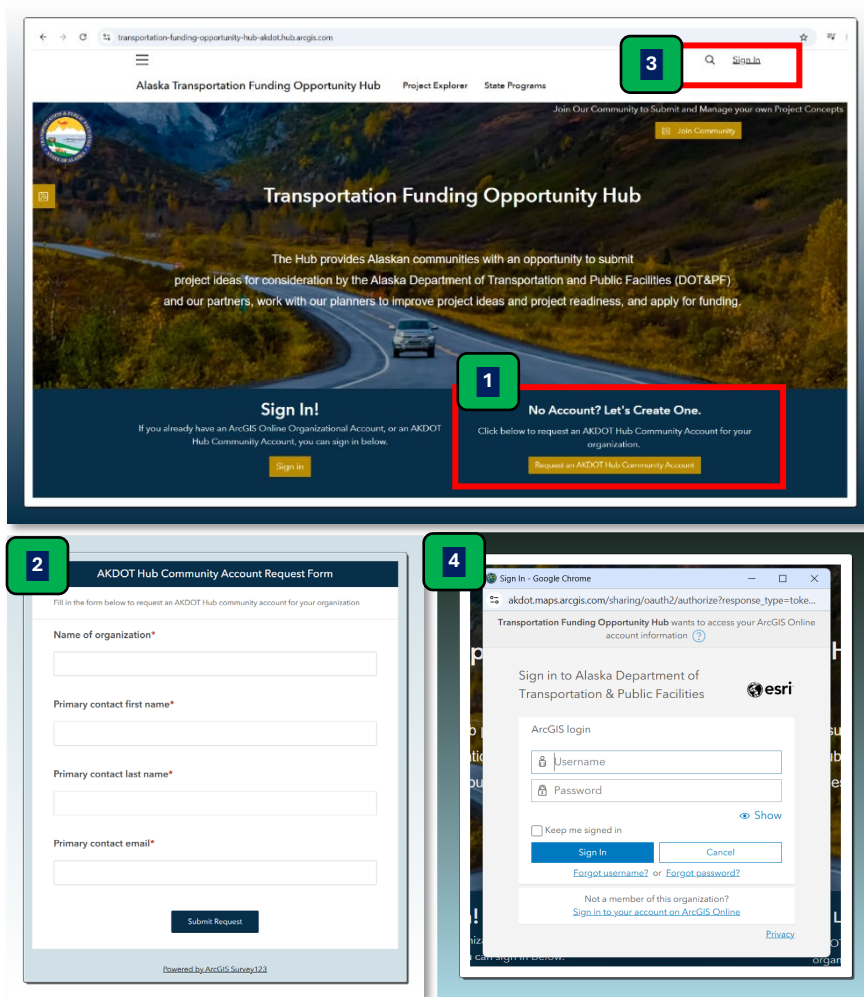 transportation-funding-opportunity-hub-akdot.hub.arcgis.com
3
Sign In
Alaska Transportation Funding Opportunity Hub Project Explorer State Programs
Join Our Community to Submit and Manage your own Project Concepts
Join Community
Transportation Funding Opportunity Hub
The Hub provides Alaskan communities with an opportunity to submit
project ideas for consideration by the Alaska Department of Transportation and Public Facilities (DOT&PF)
and our partners, work with our planners to improve project ideas and project readiness, and apply for funding.
1
Sign In!
If you already have an ArcGIS Online Organizational Account, or an AKDOT
Hub Community Account, you can sign in below.
Sign in
No Account? Let's Create One.
Click below to request an AKDOT Hub Community Account for your
organization.
Request an AKDOT Hub Community Account
2
AKDOT Hub Community Account Request Form
Fill in the form below to request an AKDOT Hub community account for your organization
Name of organization*
Primary contact first name*
Primary contact last name*
Primary contact email*
Submit Request
Powered by ArcGIS Survey123
4
Sign In - Google Chrome
akdot.maps.arcgis.com/sharing/oauth2/authorize?response_type=toke...
Transportation Funding Opportunity Hub wants to access your ArcGIS Online
account information ?
Sign in to Alaska Department of
Transportation & Public Facilities
esri
ArcGIS login
Username
Password
Show
Keep me signed in
Sign In Cancel
Forgot username? or Forgot password?
Not a member of this organization?
Sign in to your account on ArcGIS Online
Privacy
can sign in below.
organ